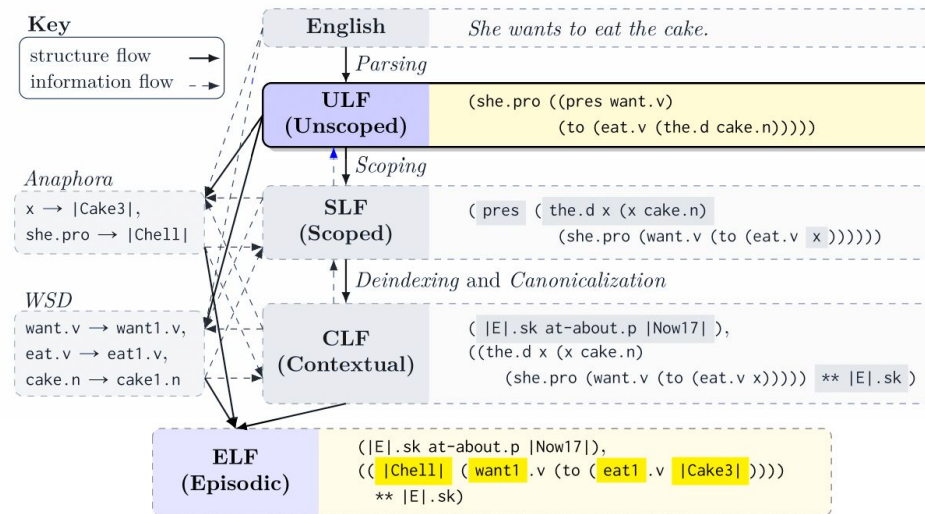 Key
structure flow
information flow
English
She wants to eat the cake.
Parsing
ULF
(Unscoped)
(she.pro ((pres want.v)
(to (eat.v (the.d cake.n)))))
Scoping
Anaphora
x → |Cake3|,
she.pro → |Chell|
SLF
(Scoped)
( pres ( the.d x (x cake.n)
(she.pro (want.v (to (eat.v x ))))))
Deindexing and Canonicalization
WSD
want.v → want1.v,
eat.v → eat1.v,
cake.n → cake1.n
CLF
(Contextual)
( |E|.sk at-about.p |Now17| ),
((the.d x (x cake.n)
(she.pro (want.v (to (eat.v x))))) ** |E|.sk )
ELF
(Episodic)
(|E|.sk at-about.p |Now17|),
(( |Chell| ( want1 .v (to ( eat1 .v |Cake3| ))))
** |E|.sk)